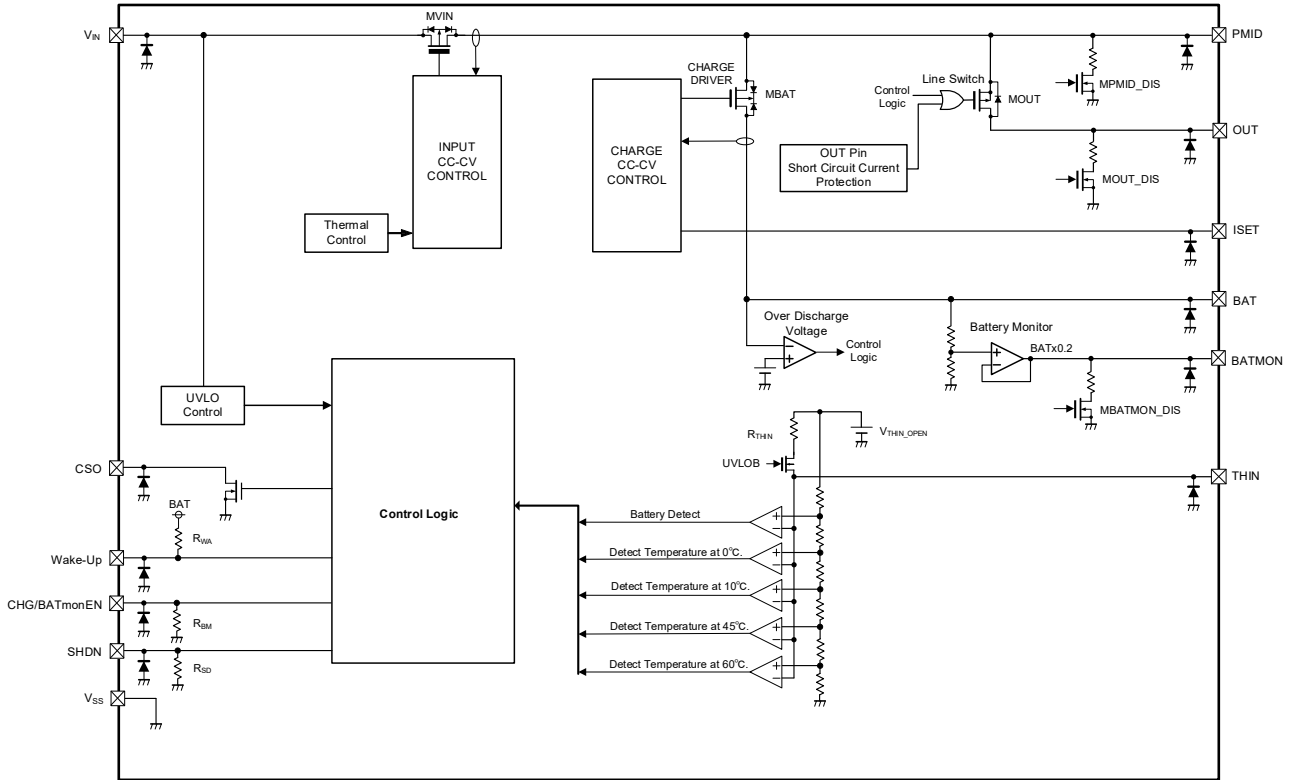 MVIN
VIN
PMID
CHARGE
DRIVER
MBAT
Line Switch
Control
Logic
MOUT
MPMID_DIS
INPUT
CC-CV
CONTROL
CHARGE
CC-CV
CONTROL
OUT
OUT Pin
Short Circuit Current
Protection
MOUT_DIS
Thermal
Control
ISET
BAT
Over Discharge
Voltage
Control
Logic
Battery Monitor
BATx0.2
BATMON
MBATMON_DIS
UVLO
Control
RTHIN
VTHIN_OPEN
UVLOB
THIN
CSO
BAT
RWA
Control Logic
Battery Detect
Wake-Up
Detect Temperature at 0℃.
Detect Temperature at 10℃.
CHG/BATmonEN
RBM
Detect Temperature at 45℃.
SHDN
RSD
Detect Temperature at 60℃.
VSS